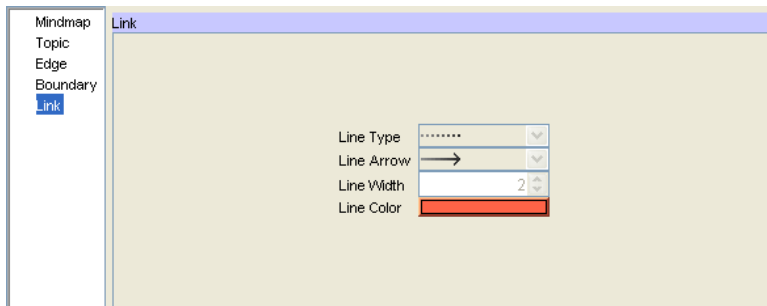 Mindmap
Topic
Edge
Boundary
Link
Link
Line Type
Line Arrow
Line Width 2
Line Color